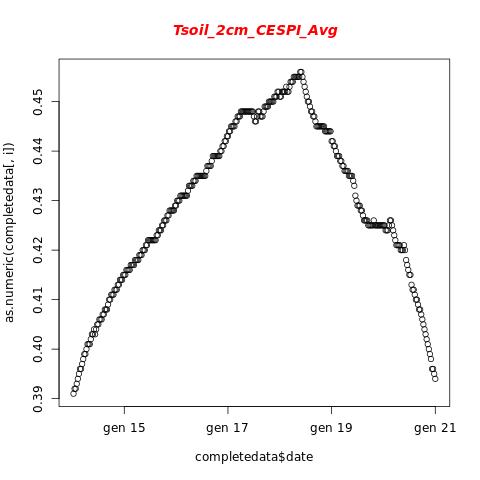 Tsoil_2cm_CESPI_Avg
as.numeric(completedata[, i])
0.45
0.44
0.43
0.42
0.41
0.40
0.39
gen 15
gen 17
gen 19
gen 21
completedata$date